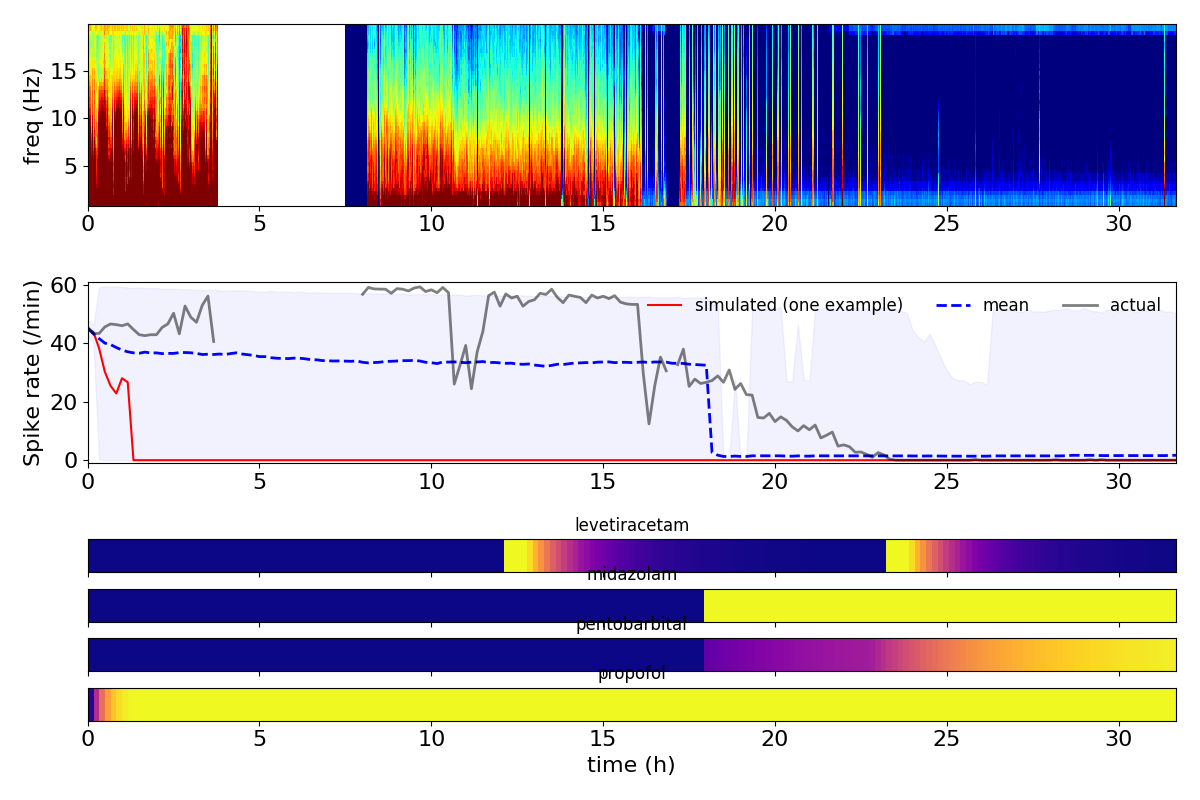 freq (Hz)
15
10
5
0 5 10 15 20 25 30
Spike rate (/min)
60
40
20
0
simulated (one example) mean actual
0 5 10 15 20 25 30
levetiracetam
midazolam
pentobarbital
propofol
0 5 10 15 20 25 30
time (h)